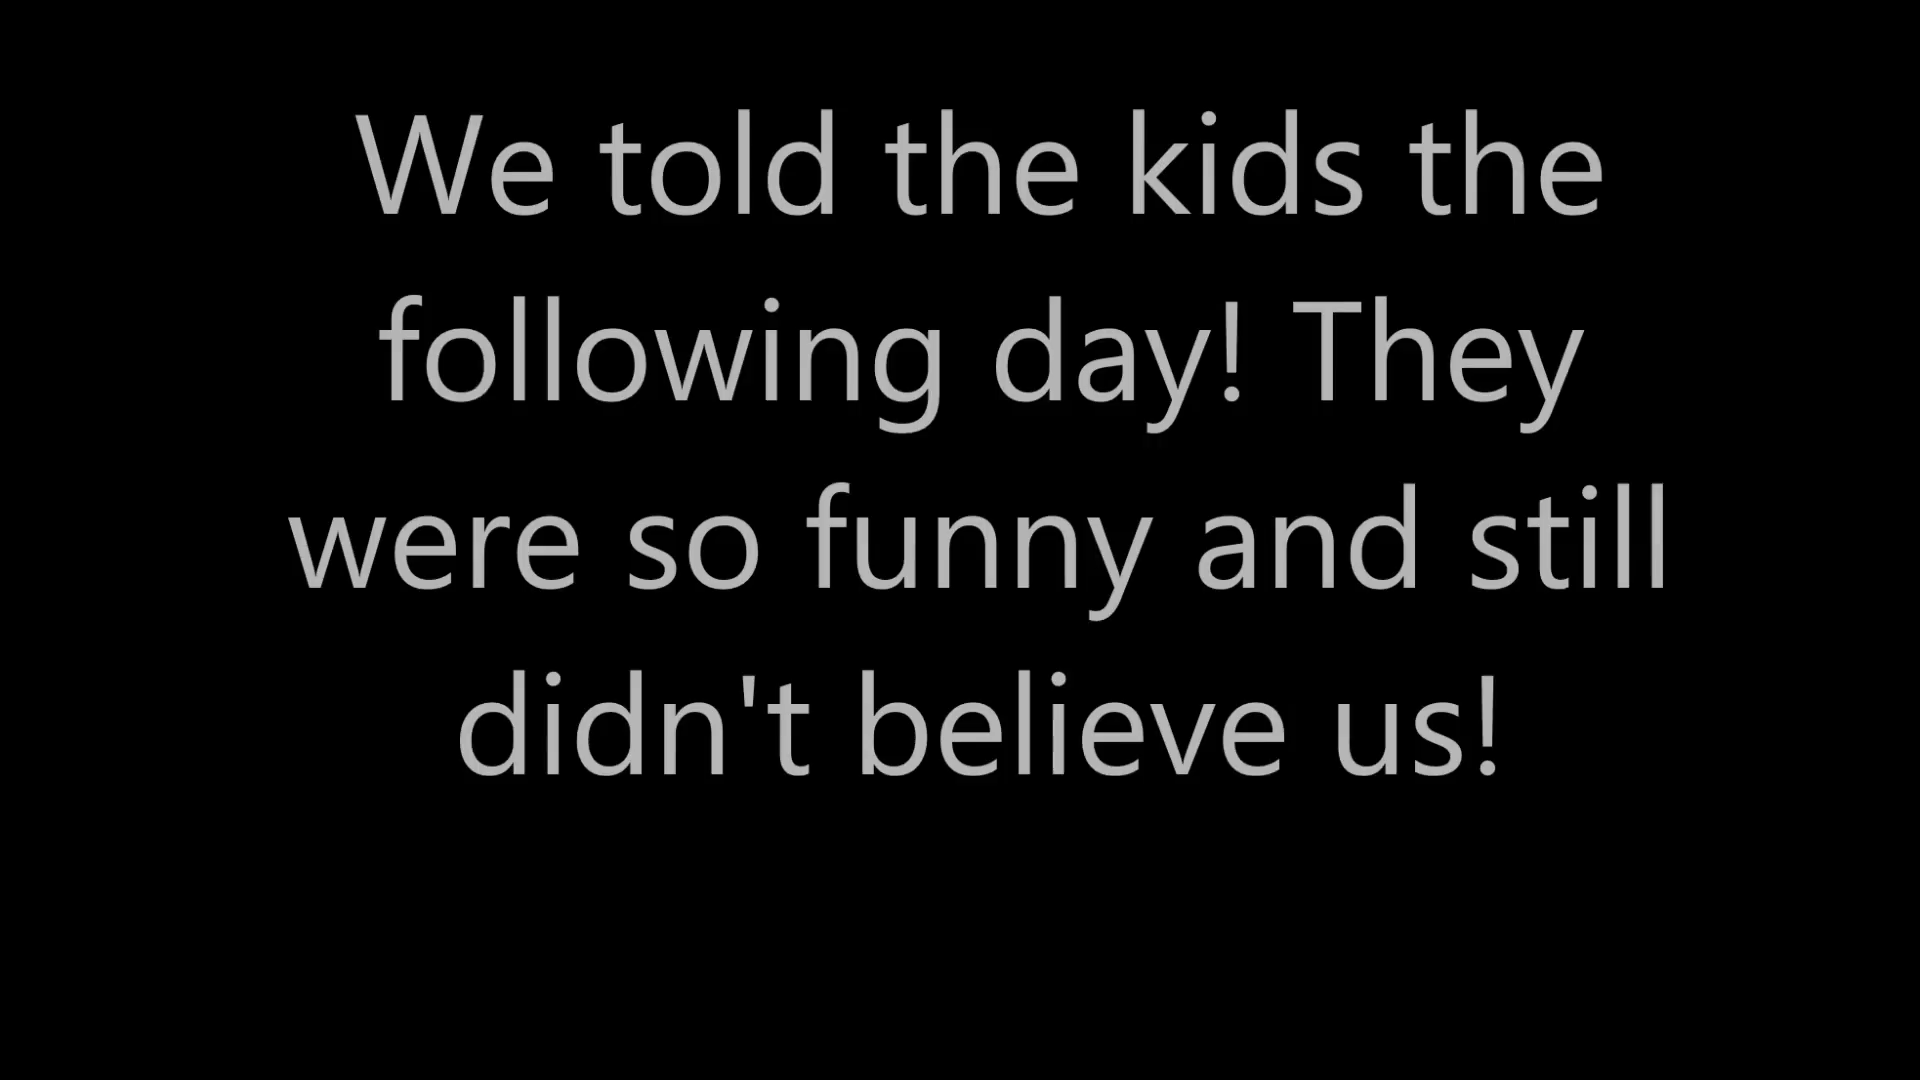 We told the kids the
following day! They
were so funny and still
didn't believe us!